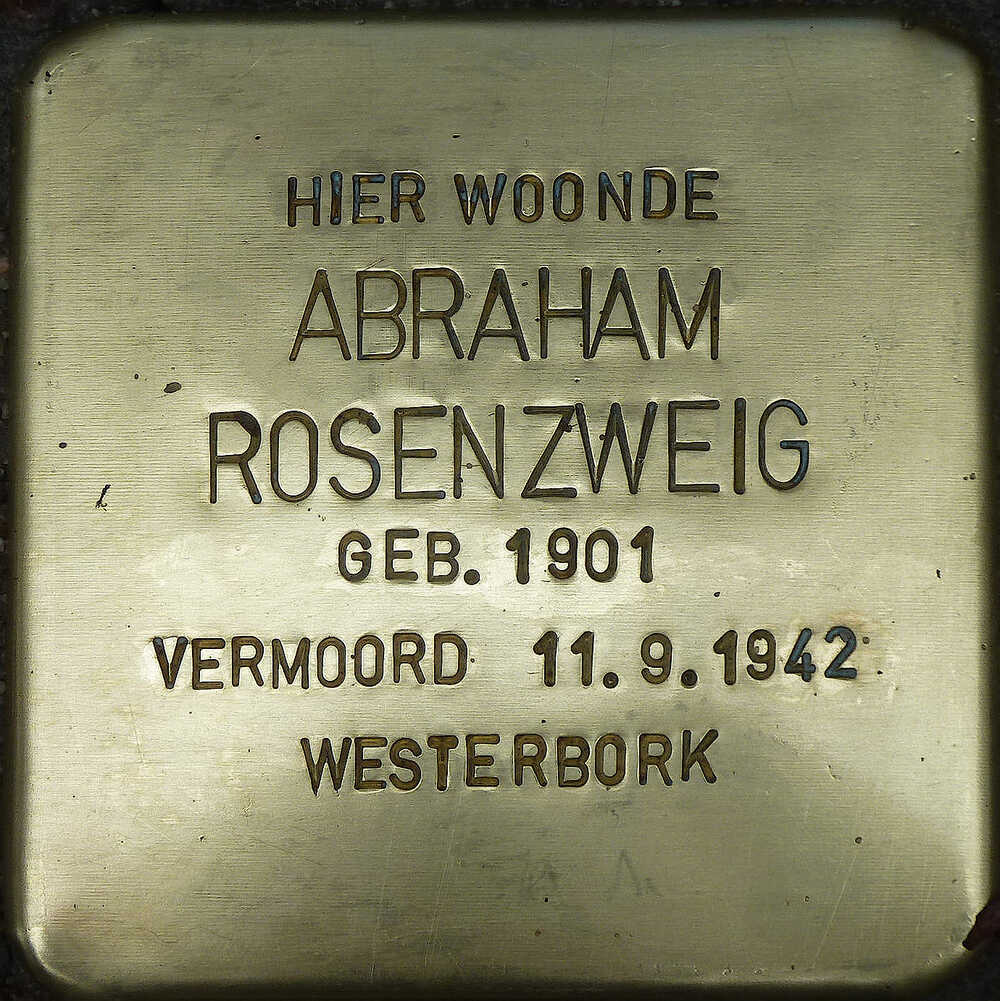 HIER WOONDE
ABRAHAM
ROSENZWEIG
GEB. 1901
VERMOORD 11.9.1942
WESTERBORK